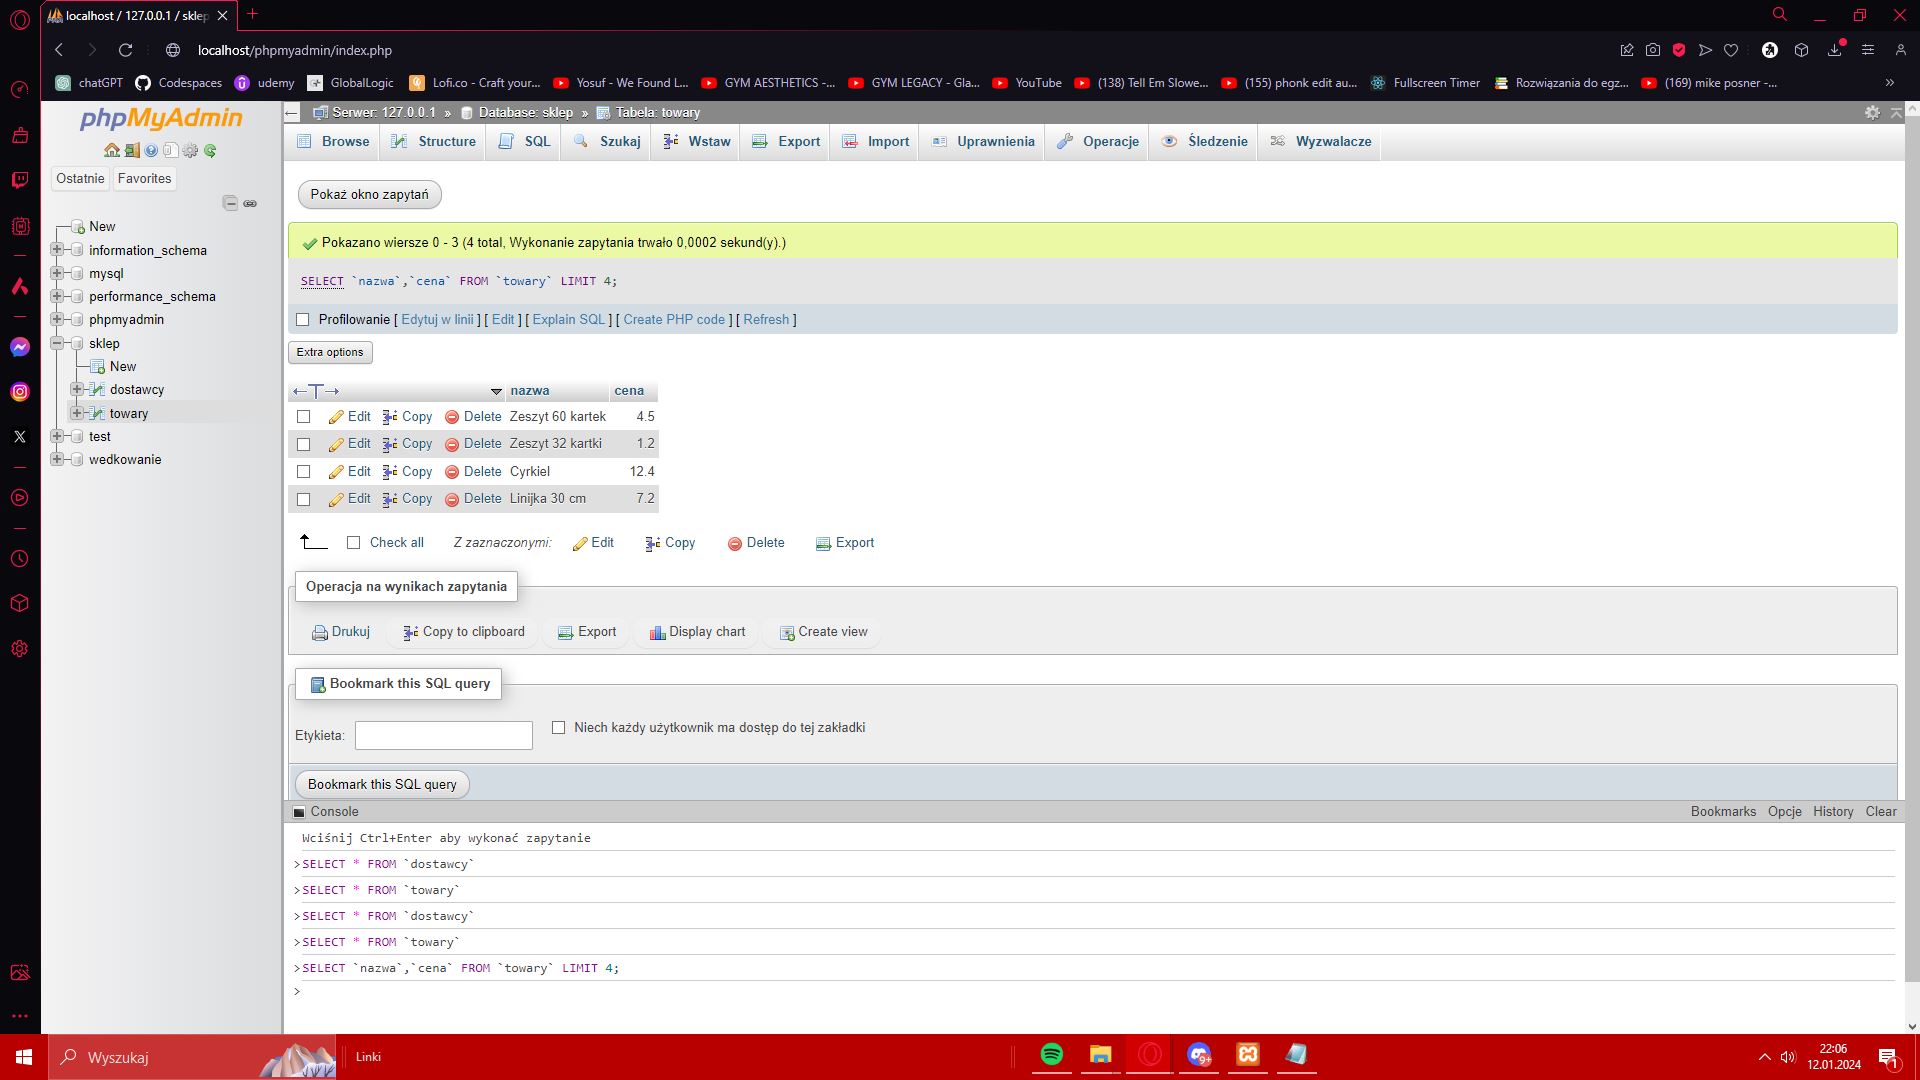 localhost / 127.0.0.1 / sklep
localhost/phpmyadmin/index.php
chatGPT Codespaces udemy GlobalLogic Lofi.co - Craft your... Yosuf - We Found L... GYM AESTHETICS -... GYM LEGACY - Gla... YouTube (138) Tell Em Slowe... (155) phonk edit au... Fullscreen Timer Rozwiązania do egz... (169) mike posner -... »
phpMyAdmin
Ostatnie Favorites
New
information_schema
mysql
performance_schema
phpmyadmin
sklep
New
dostawcy
towary
test
wedkowanie
Serwer: 127.0.0.1 » Database: sklep » Tabela: towary
Browse Structure SQL Szukaj Wstaw Export Import Uprawnienia Operacje Śledzenie Wyzwalacze
Pokaż okno zapytań
Pokazano wiersze 0 - 3 (4 total, Wykonanie zapytania trwało 0,0002 sekund(y).)
SELECT `nazwa`,`cena` FROM `towary` LIMIT 4;
Profilowanie [ Edytuj w linii ] [ Edit ] [ Explain SQL ] [ Create PHP code ] [ Refresh ]
Extra options
←T→ nazwa cena
Edit Copy Delete Zeszyt 60 kartek 4.5
Edit Copy Delete Zeszyt 32 kartki 1.2
Edit Copy Delete Cyrkiel 12.4
Edit Copy Delete Linijka 30 cm 7.2
Check all Z zaznaczonymi: Edit Copy Delete Export
Operacja na wynikach zapytania
Drukuj Copy to clipboard Export Display chart Create view
Bookmark this SQL query
Etykieta: Niech każdy użytkownik ma dostęp do tej zakładki
Bookmark this SQL query
Console Bookmarks Opcje History Clear
Wciśnij Ctrl+Enter aby wykonać zapytanie
>SELECT * FROM `dostawcy`
>SELECT * FROM `towary`
>SELECT * FROM `dostawcy`
>SELECT * FROM `towary`
>SELECT `nazwa`,`cena` FROM `towary` LIMIT 4;
>
Wyszukaj Linki 9+ 22:06
12.01.2024 1